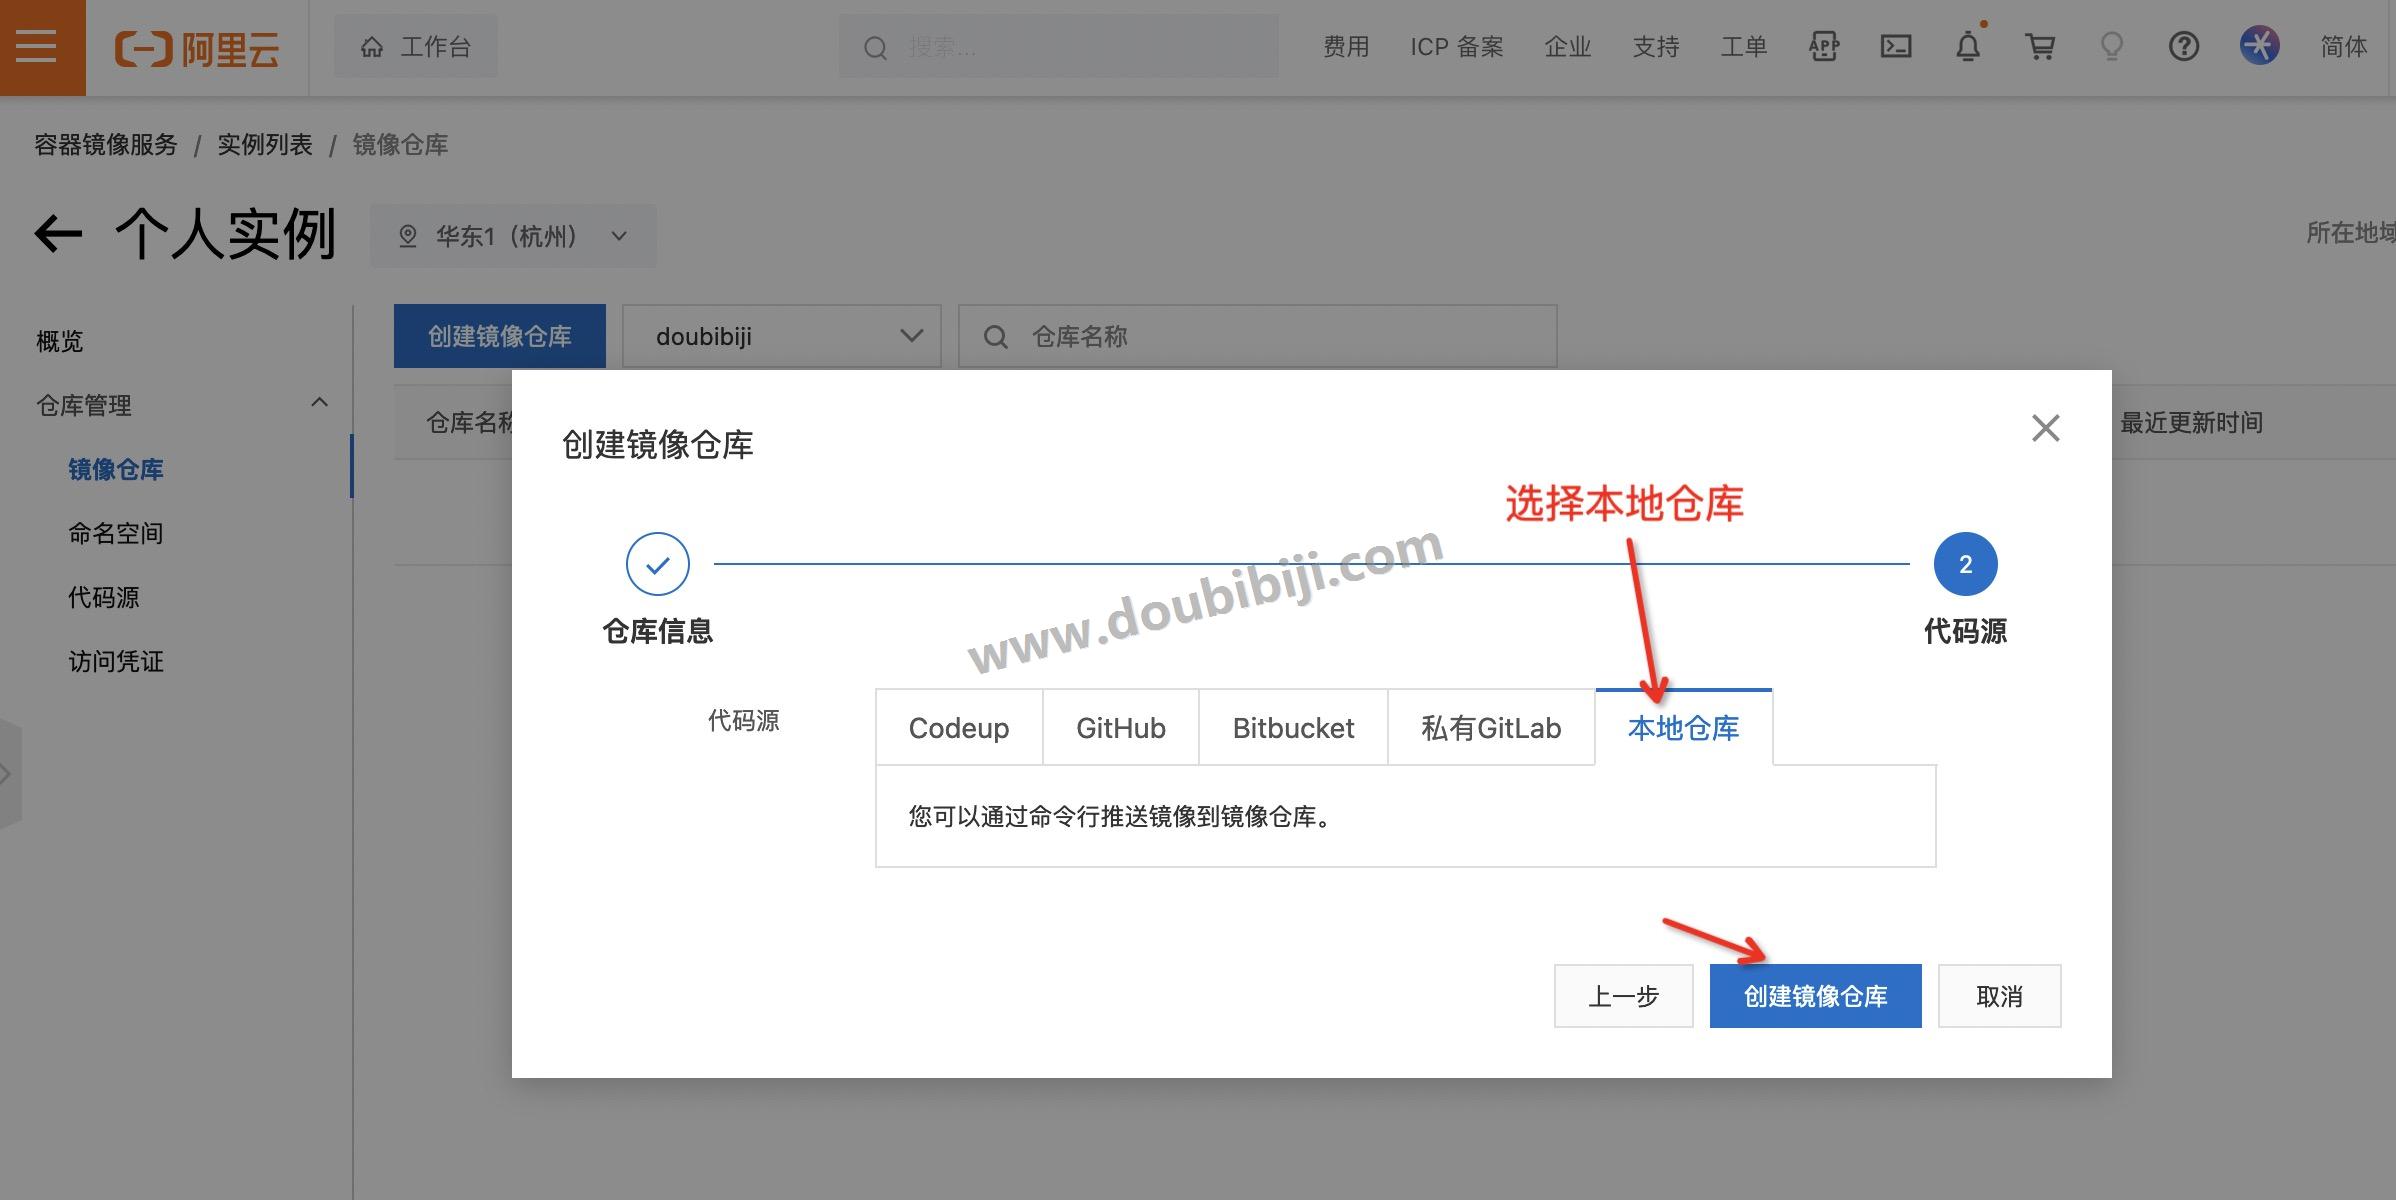 阿里云
工作台
搜索...
费用
ICP 备案
企业
支持
工单
APP
简体
容器镜像服务 / 实例列表 / 镜像仓库
个人实例
华东1（杭州）
所在地域
概览
仓库管理
镜像仓库
命名空间
代码源
访问凭证
创建镜像仓库
doubibiji
仓库名称
仓库名称
最近更新时间
创建镜像仓库
选择本地仓库
2
仓库信息
代码源
www.doubibiji.com
代码源
Codeup
GitHub
Bitbucket
私有GitLab
本地仓库
您可以通过命令行推送镜像到镜像仓库。
上一步
创建镜像仓库
取消